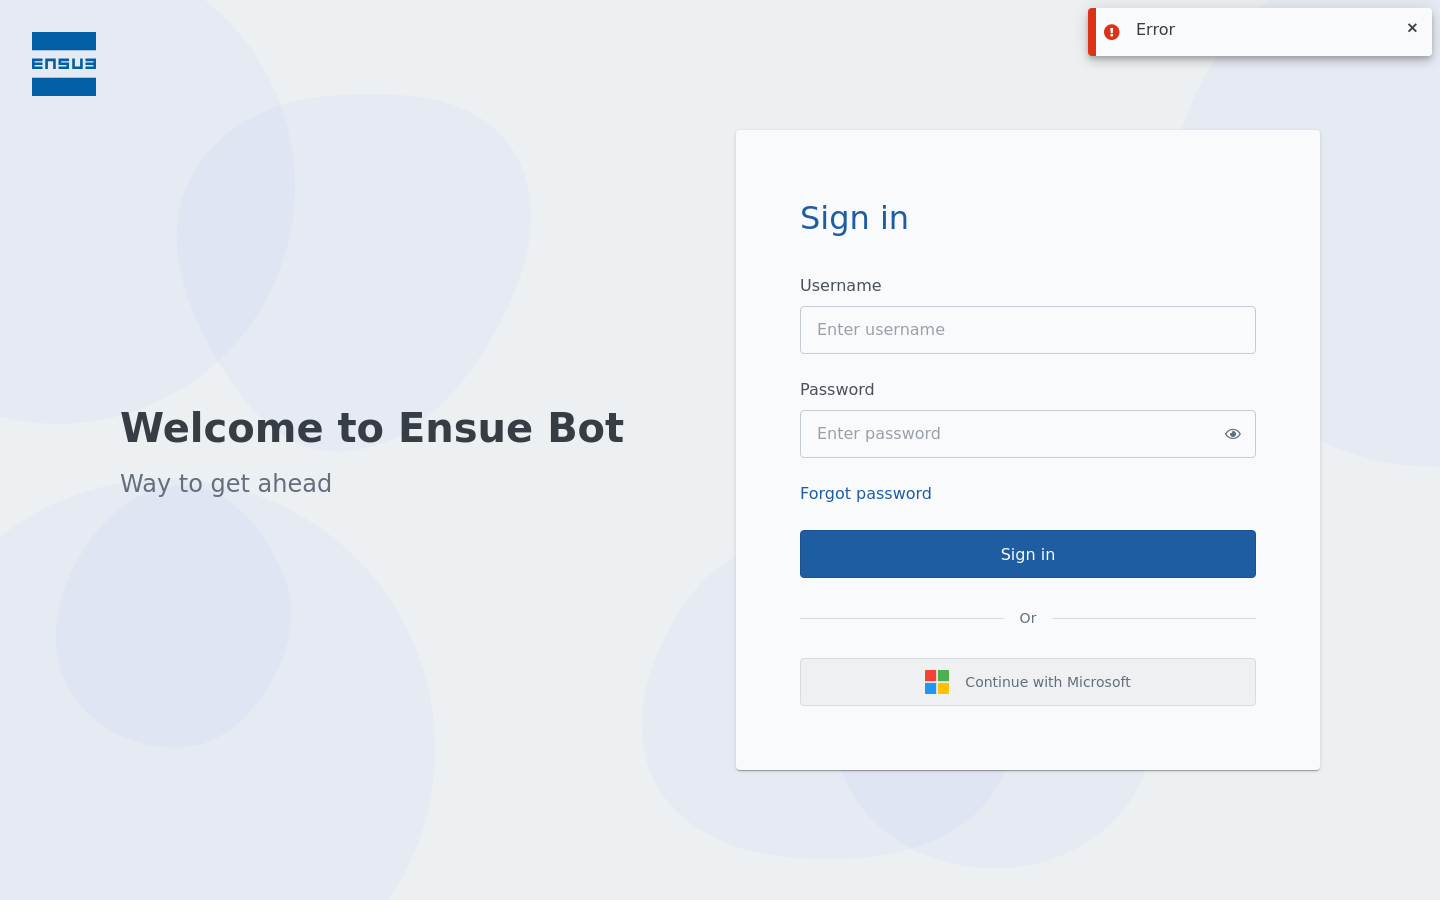 ENSUE
Error
Sign in
Username
Enter username
Password
Enter password
Welcome to Ensue Bot
Way to get ahead
Forgot password
Sign in
Or
Continue with Microsoft